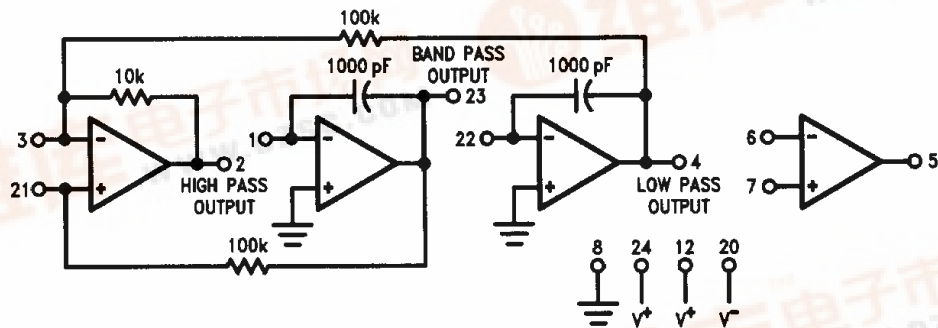 100k
BAND PASS
OUTPUT
1000 pF
1000 pF
10k
23
3
1
22
6
2
4
5
21
7
HIGH PASS
OUTPUT
LOW PASS
OUTPUT
100k
8 24 12 20
V+ V+ V-